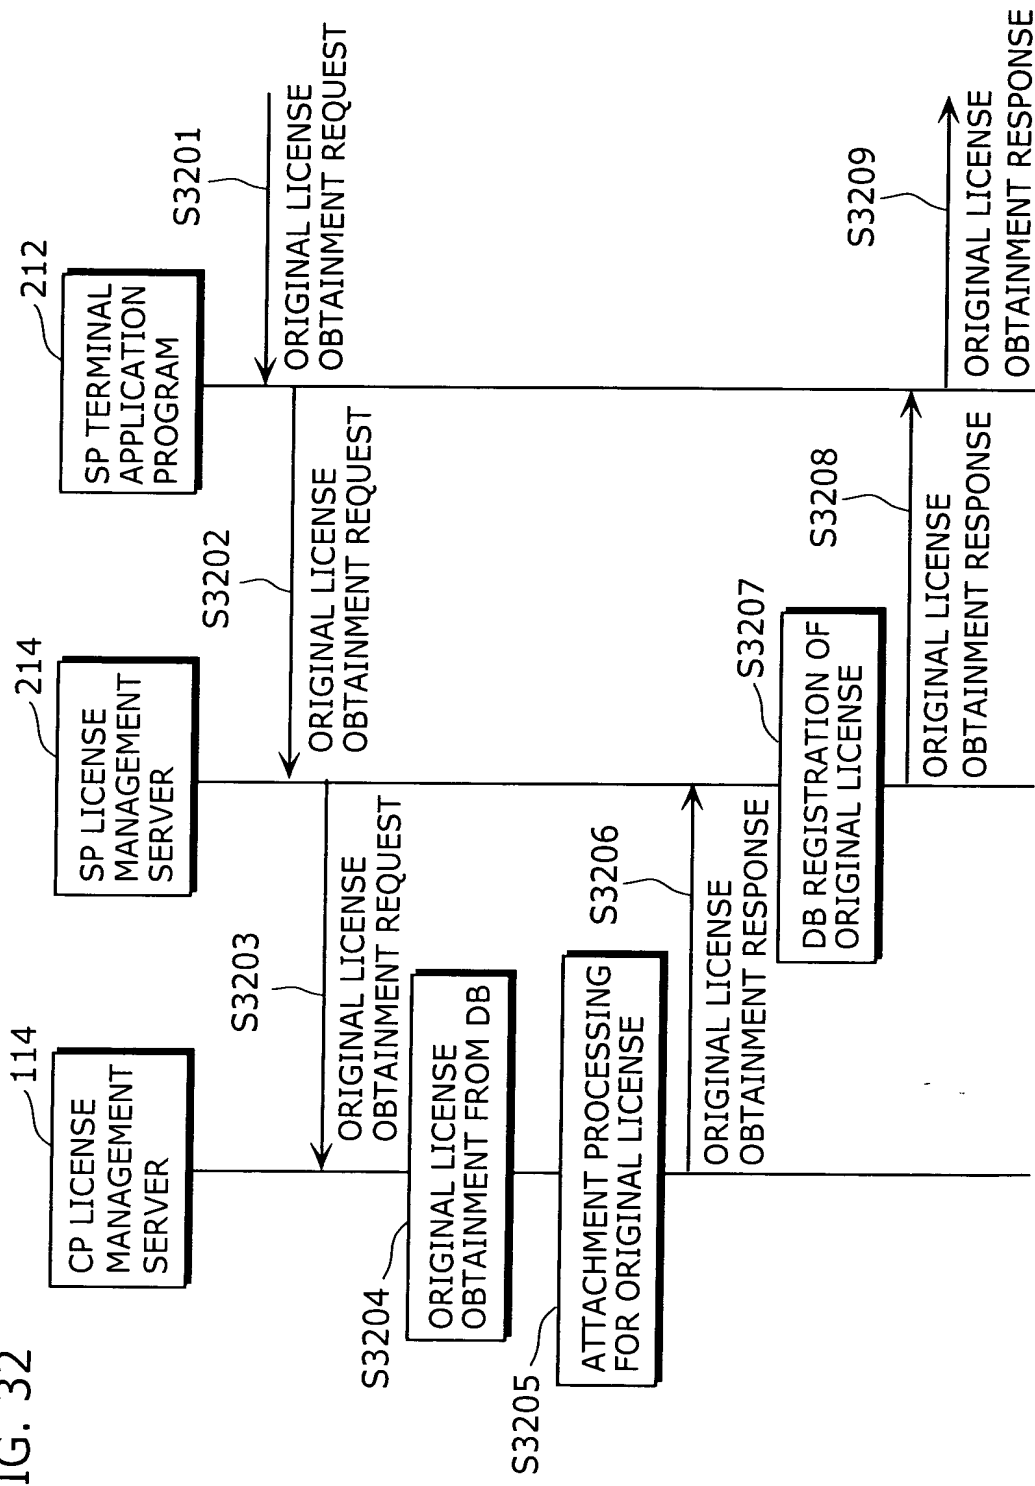 IG. 32
CP LICENSE
MANAGEMENT
SERVER
114
SP LICENSE
MANAGEMENT
SERVER
214
SP TERMINAL
APPLICATION
PROGRAM
212
S3201
ORIGINAL LICENSE
OBTAINMENT REQUEST
S3202
ORIGINAL LICENSE
OBTAINMENT REQUEST
S3203
ORIGINAL LICENSE
OBTAINMENT REQUEST
S3204
ORIGINAL LICENSE
OBTAINMENT FROM DB
S3205
ATTACHMENT PROCESSING
FOR ORIGINAL LICENSE
S3206
ORIGINAL LICENSE
OBTAINMENT RESPONSE
S3207
DB REGISTRATION OF
ORIGINAL LICENSE
S3208
ORIGINAL LICENSE
OBTAINMENT RESPONSE
S3209
ORIGINAL LICENSE
OBTAINMENT RESPONSE